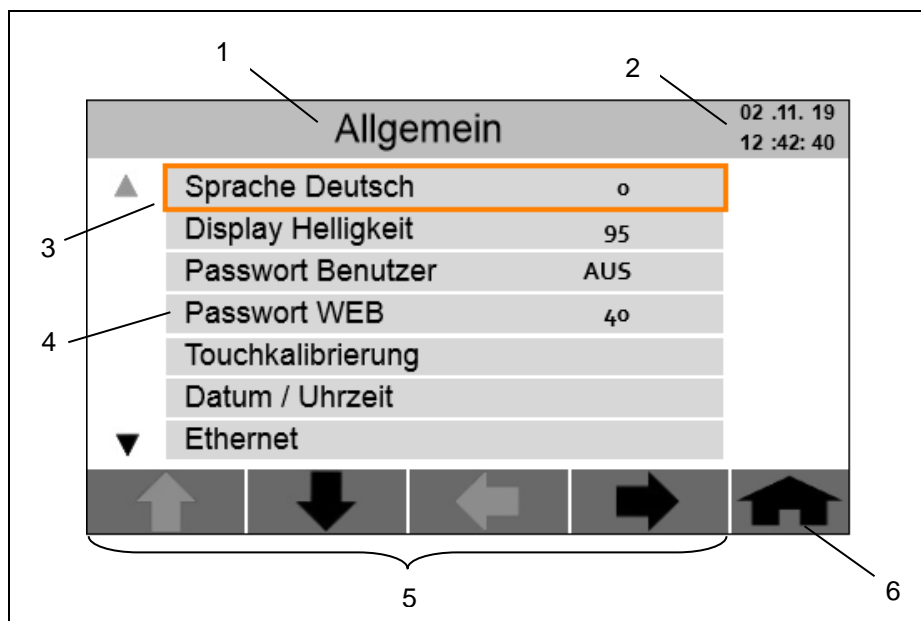 1
2
Allgemein
02 .11. 19
12 :42: 40
Sprache Deutsch o
3
Display Helligkeit 95
Passwort Benutzer AUS
Passwort WEB 40
4
Touchkalibrierung
Datum / Uhrzeit
Ethernet
5
6